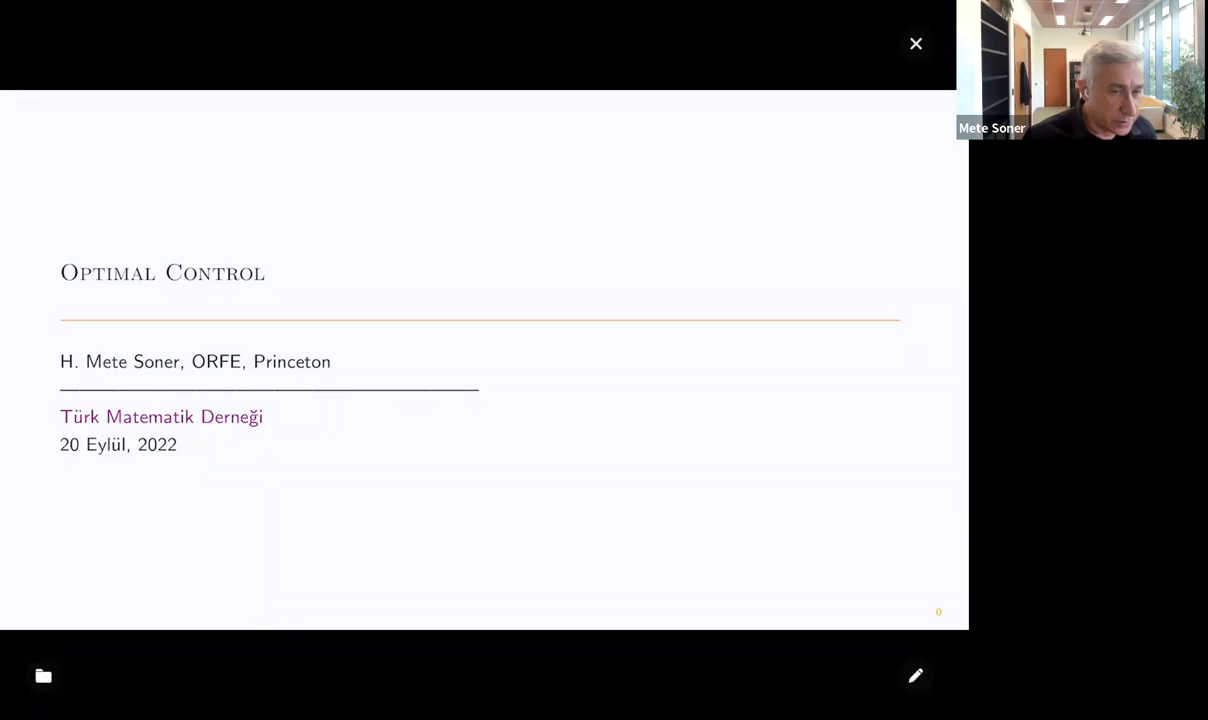 Mete Soner
Optimal Control
H. Mete Soner, ORFE, Princeton
Türk Matematik Derneği
20 Eylül, 2022
0